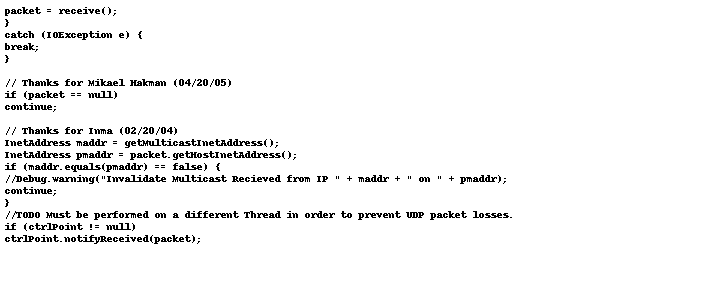 packet = receive();
}
catch (IOException e) {
break;
}

// Thanks for Mikael Hakman (04/20/05)
if (packet == null)
continue;

// Thanks for Inma (02/20/04)
InetAddress maddr = getMulticastInetAddress();
InetAddress pmaddr = packet.getHostInetAddress();
if (maddr.equals(pmaddr) == false) {
//Debug.warning("Invalidate Multicast Recieved from IP " + maddr + " on " + pmaddr);
continue;
}
//TODO Must be performed on a different Thread in order to prevent UDP packet losses.
if (ctrlPoint != null)
ctrlPoint.notifyReceived(packet);